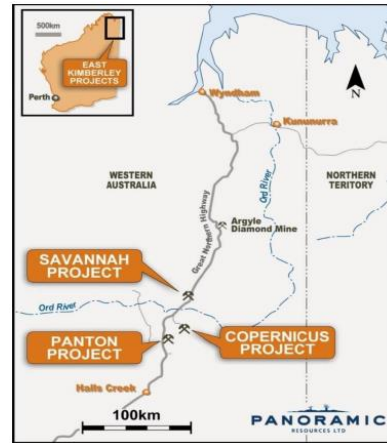 500km
EAST
KIMBERLEY
PROJECTS
Perth
Wyndham
N
Kununurra
WESTERN
AUSTRALIA
NORTHERN
TERITORY
Ord River
Great Northern Highway
Argyle
Diamond Mine
SAVANNAH
PROJECT
Ord River
PANTON
PROJECT
COPERNICUS
PROJECT
Halls Creek
100km
PANORAMIC
RESOURCES LTD